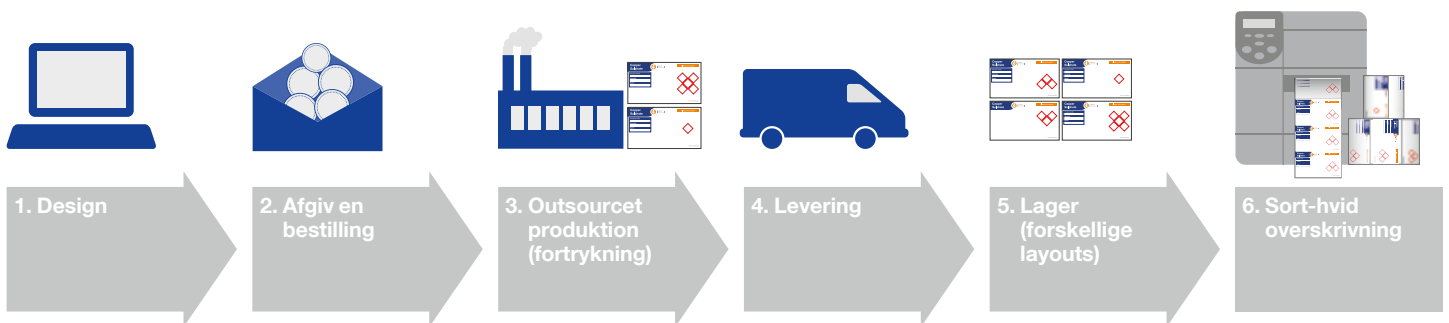 1. Design
2. Afgiv en
bestilling
3. Outsourcet
produktion
(fortrykning)
4. Levering
5. Lager
(forskellige
layouts)
6. Sort-hvid
overskrivning